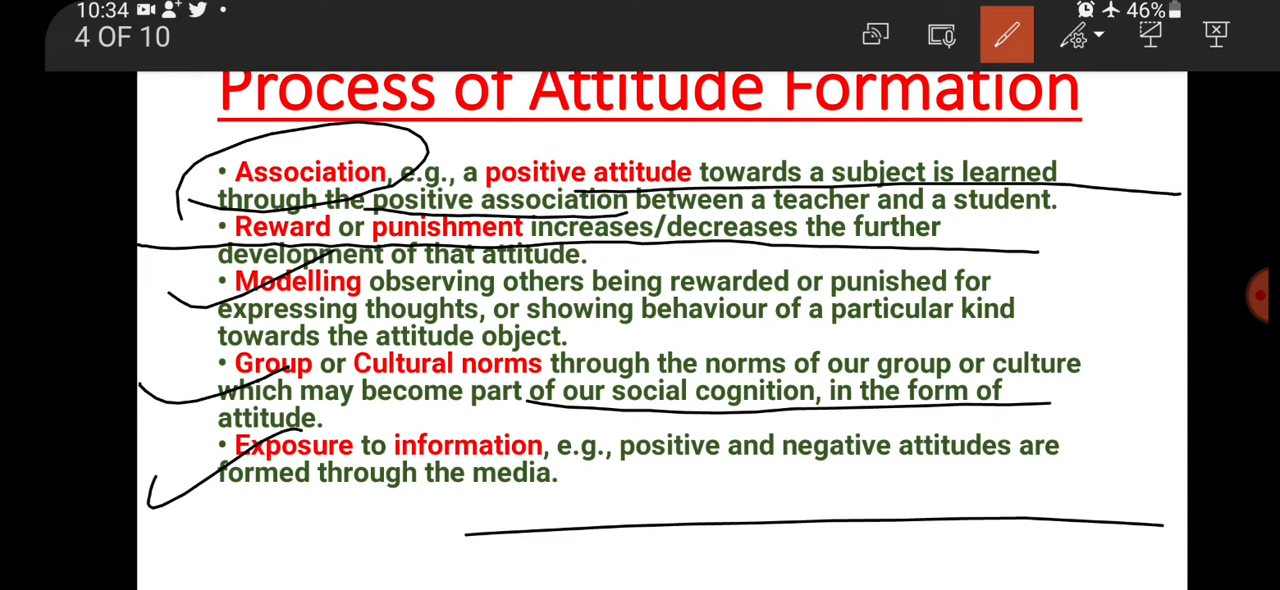 10:34
46%
4 OF 10
Process of Attitude Formation
• Association, e.g., a positive attitude towards a subject is learned
through the positive association between a teacher and a student.
• Reward or punishment increases/decreases the further
development of that attitude.
• Modelling observing others being rewarded or punished for
expressing thoughts, or showing behaviour of a particular kind
towards the attitude object.
• Group or Cultural norms through the norms of our group or culture
which may become part of our social cognition, in the form of
attitude.
• Exposure to information, e.g., positive and negative attitudes are
formed through the media.